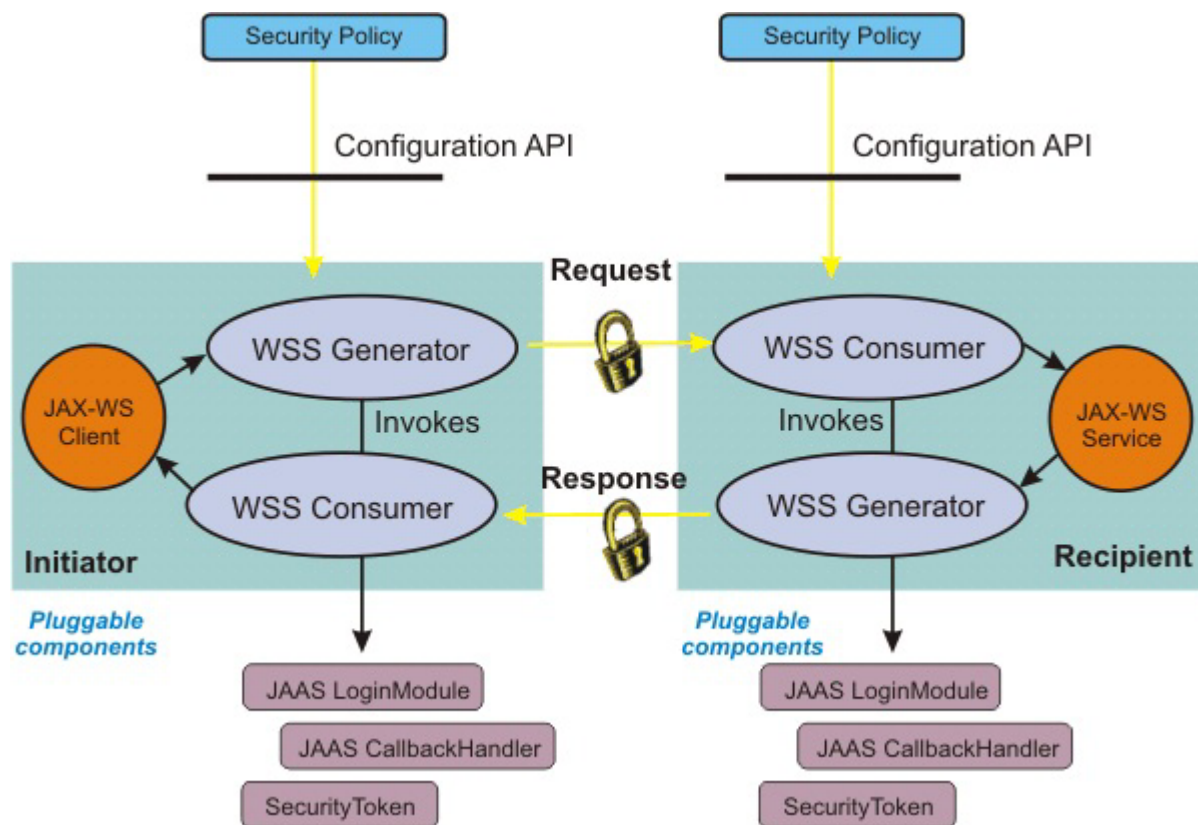 Security Policy
Security Policy
Configuration API
Configuration API
Request
WSS Generator
WSS Consumer
JAX-WS
Client
Invokes
Invokes
JAX-WS
Service
Response
WSS Consumer
WSS Generator
Initiator
Recipient
Pluggable
components
Pluggable
components
JAAS LoginModule
JAAS LoginModule
JAAS CallbackHandler
JAAS CallbackHandler
SecurityToken
SecurityToken